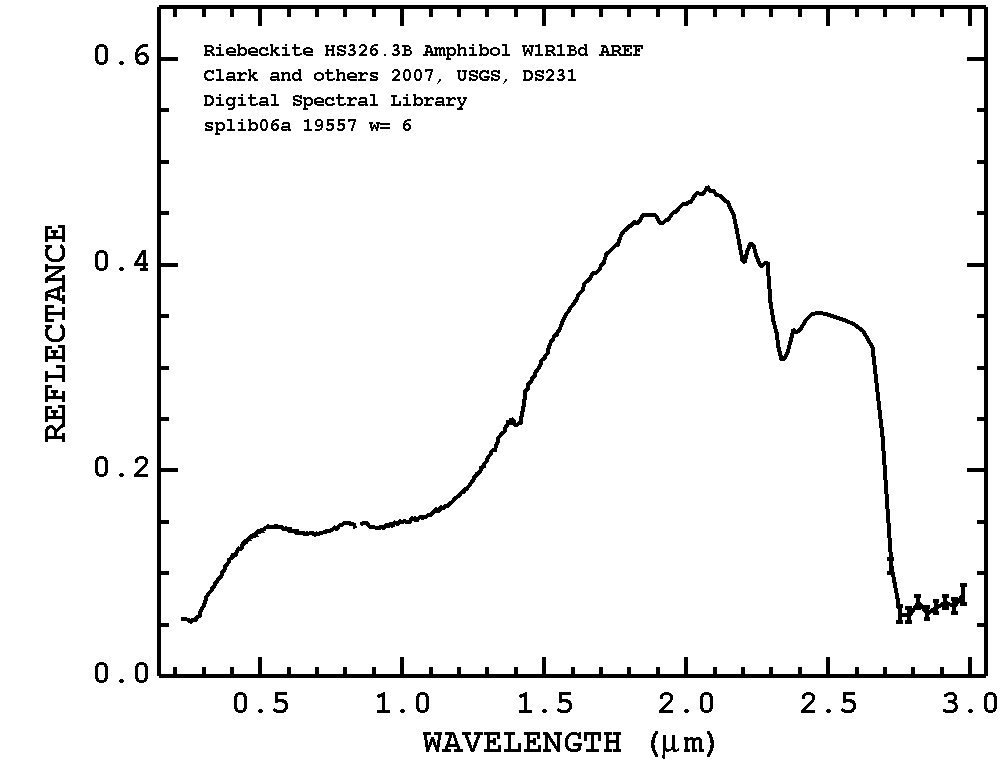 Riebeckite HS326.3B Amphibol W1R1Bd AREF
Clark and others 2007, USGS, DS231
Digital Spectral Library
splib06a 19557 w= 6
0.6
0.4
0.2
0.0
REFLECTANCE
0.5 1.0 1.5 2.0 2.5 3.0
WAVELENGTH (μm)